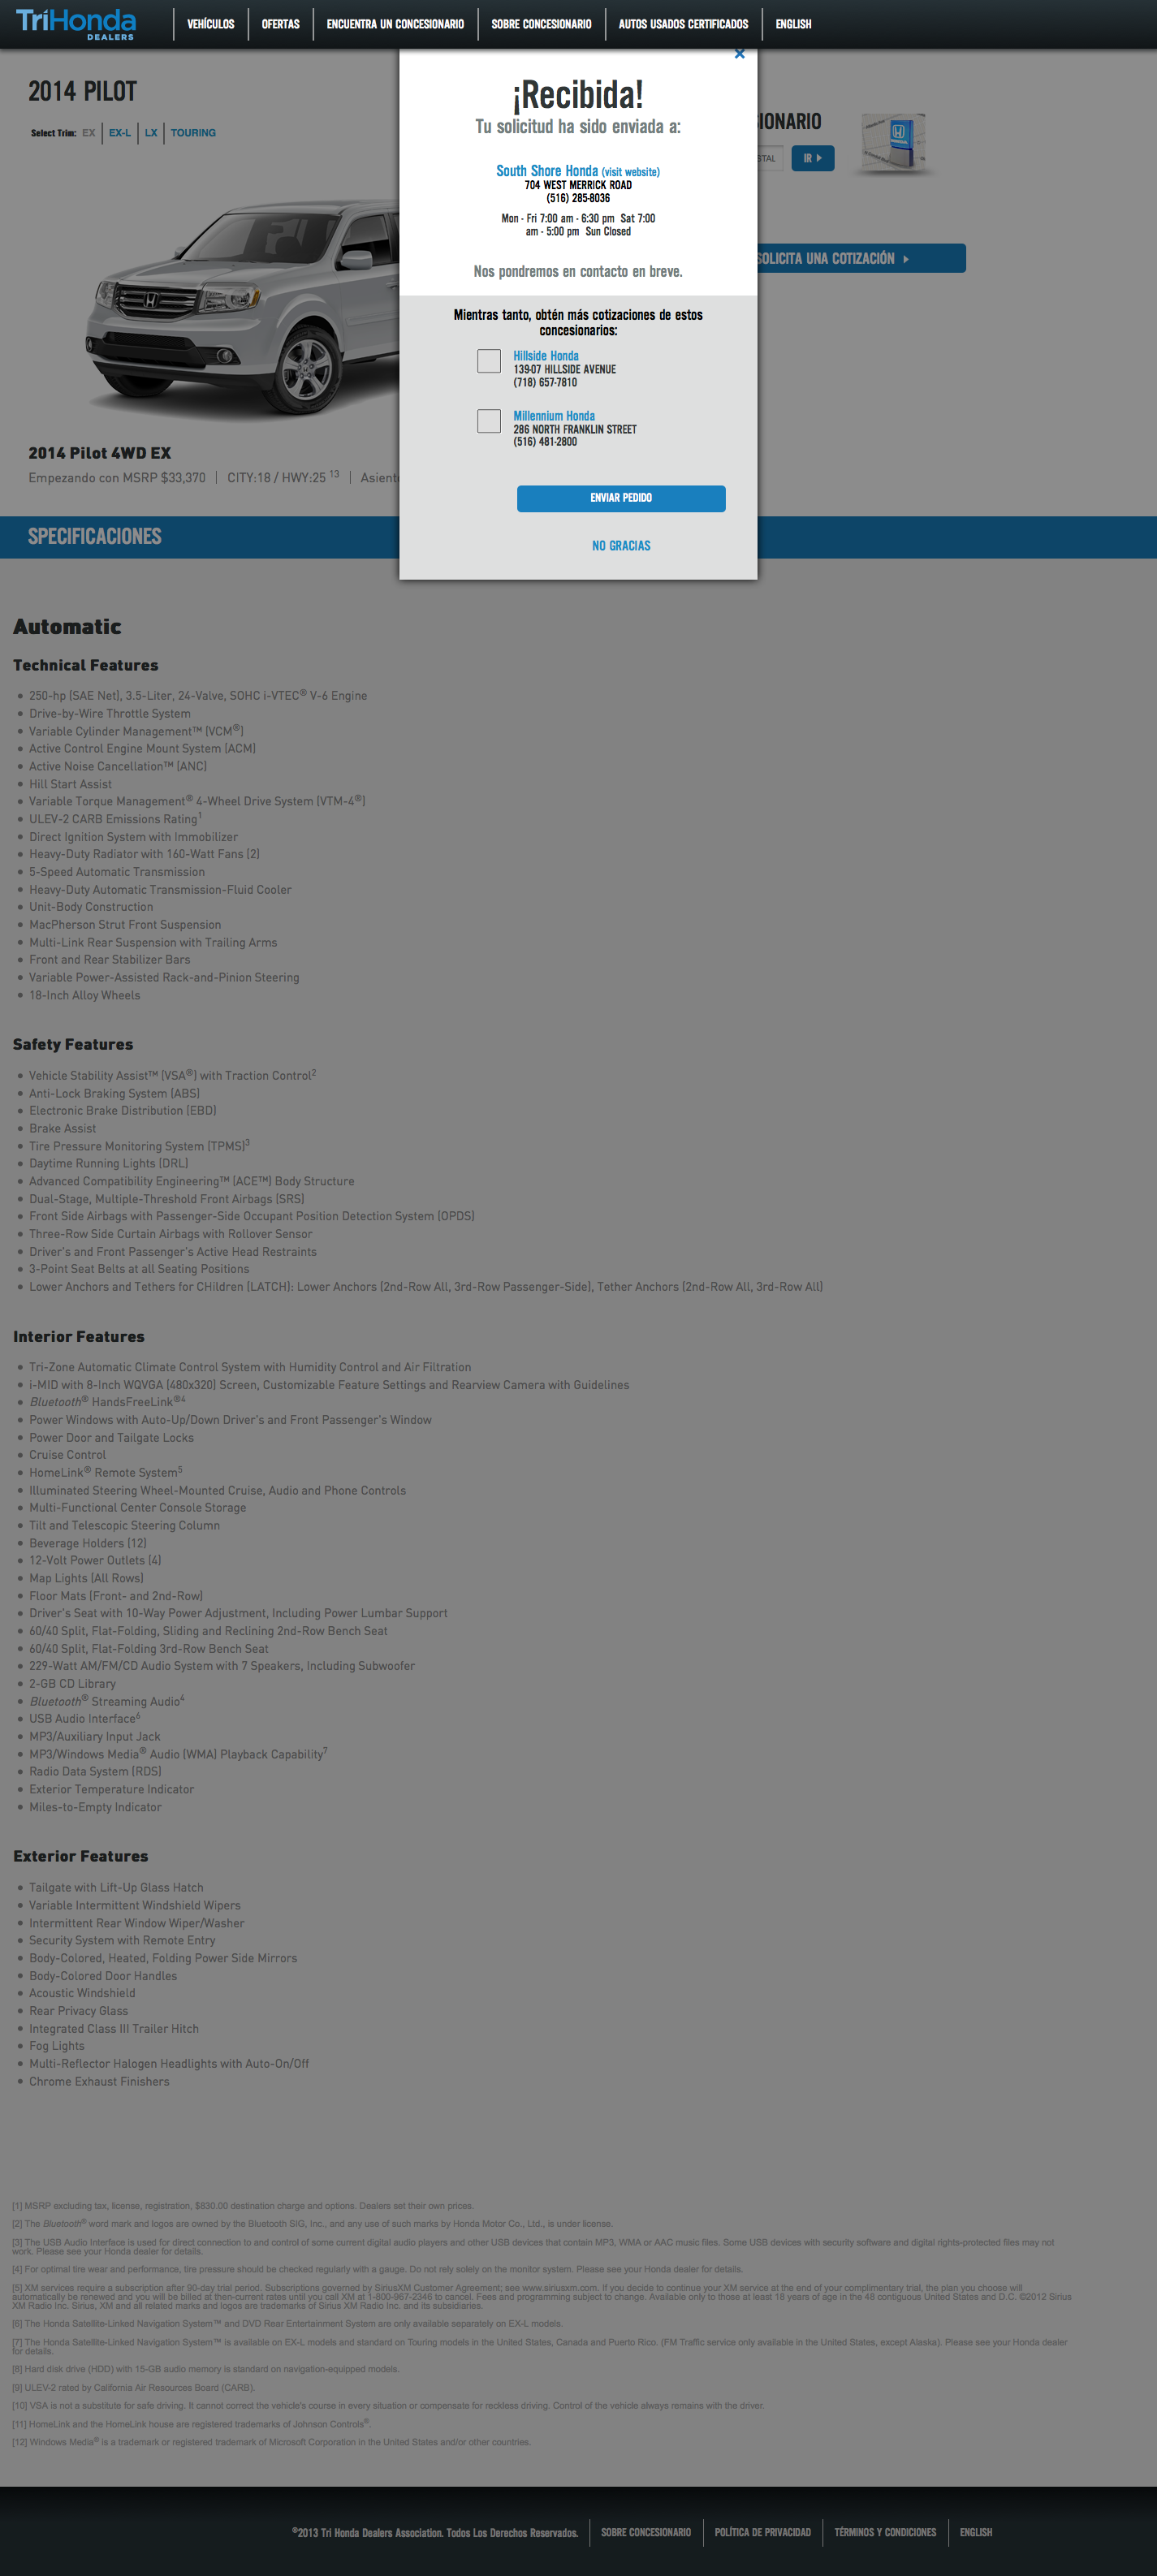 TriHonda
DEALERS
VEHÍCULOS
OFERTAS
ENCUENTRA UN CONCESIONARIO
SOBRE CONCESIONARIO
AUTOS USADOS CERTIFICADOS
ENGLISH
2014 PILOT
Select Trim: EX EX-L LX TOURING
¡Recibida!
Tu solicitud ha sido enviada a:
South Shore Honda (visit website)
704 WEST MERRICK ROAD
(516) 285-8036
Mon - Fri 7:00 am - 6:30 pm Sat 7:00
am - 5:00 pm Sun Closed
Nos pondremos en contacto en breve.
Mientras tanto, obtén más cotizaciones de estos
concesionarios:
Hillside Honda
139-07 HILLSIDE AVENUE
(718) 657-7810
Millennium Honda
286 NORTH FRANKLIN STREET
(516) 481-2800
ENVIAR PEDIDO
NO GRACIAS
IR
SOLICITA UNA COTIZACIÓN
2014 Pilot 4WD EX
Empezando con MSRP $33,370 | CITY:18 / HWY:25 13 |
SPECIFICACIONES
Automatic
Technical Features
250-hp (SAE Net), 3.5-Liter, 24-Valve, SOHC i-VTEC® V-6 Engine
Drive-by-Wire Throttle System
Variable Cylinder Management™ (VCM®)
Active Control Engine Mount System (ACM)
Active Noise Cancellation™ (ANC)
Hill Start Assist
Variable Torque Management® 4-Wheel Drive System (VTM-4®)
ULEV-2 CARB Emissions Rating1
Direct Ignition System with Immobilizer
Heavy-Duty Radiator with 160-Watt Fans (2)
5-Speed Automatic Transmission
Heavy-Duty Automatic Transmission-Fluid Cooler
Unit-Body Construction
MacPherson Strut Front Suspension
Multi-Link Rear Suspension with Trailing Arms
Front and Rear Stabilizer Bars
Variable Power-Assisted Rack-and-Pinion Steering
18-Inch Alloy Wheels
Safety Features
Vehicle Stability Assist™ (VSA®) with Traction Control2
Anti-Lock Braking System (ABS)
Electronic Brake Distribution (EBD)
Brake Assist
Tire Pressure Monitoring System (TPMS)3
Daytime Running Lights (DRL)
Advanced Compatibility Engineering™ (ACE™) Body Structure
Dual-Stage, Multiple-Threshold Front Airbags (SRS)
Front Side Airbags with Passenger-Side Occupant Position Detection System (OPDS)
Three-Row Side Curtain Airbags with Rollover Sensor
Driver's and Front Passenger's Active Head Restraints
3-Point Seat Belts at all Seating Positions
Lower Anchors and Tethers for CHildren (LATCH): Lower Anchors (2nd-Row All, 3rd-Row Passenger-Side), Tether Anchors (2nd-Row All, 3rd-Row All)
Interior Features
Tri-Zone Automatic Climate Control System with Humidity Control and Air Filtration
i-MID with 8-Inch WQVGA (480x320) Screen, Customizable Feature Settings and Rearview Camera with Guidelines
Bluetooth® HandsFreeLink®4
Power Windows with Auto-Up/Down Driver's and Front Passenger's Window
Power Door and Tailgate Locks
Cruise Control
HomeLink® Remote System5
Illuminated Steering Wheel-Mounted Cruise, Audio and Phone Controls
Multi-Functional Center Console Storage
Tilt and Telescopic Steering Column
Beverage Holders (12)
12-Volt Power Outlets (4)
Map Lights (All Rows)
Floor Mats (Front- and 2nd-Row)
Driver's Seat with 10-Way Power Adjustment, Including Power Lumbar Support
60/40 Split, Flat-Folding, Sliding and Reclining 2nd-Row Bench Seat
60/40 Split, Flat-Folding 3rd-Row Bench Seat
229-Watt AM/FM/CD Audio System with 7 Speakers, Including Subwoofer
2-GB CD Library
Bluetooth® Streaming Audio4
USB Audio Interface6
MP3/Auxiliary Input Jack
MP3/Windows Media® Audio (WMA) Playback Capability7
Radio Data System (RDS)
Exterior Temperature Indicator
Miles-to-Empty Indicator
Exterior Features
Tailgate with Lift-Up Glass Hatch
Variable Intermittent Windshield Wipers
Intermittent Rear Window Wiper/Washer
Security System with Remote Entry
Body-Colored, Heated, Folding Power Side Mirrors
Body-Colored Door Handles
Acoustic Windshield
Rear Privacy Glass
Integrated Class III Trailer Hitch
Fog Lights
Multi-Reflector Halogen Headlights with Auto-On/Off
Chrome Exhaust Finishers
[1] MSRP excluding tax, license, registration, $830.00 destination charge and options. Dealers set their own prices.
[2] The Bluetooth® word mark and logos are owned by the Bluetooth SIG, Inc., and any use of such marks by Honda Motor Co., Ltd., is under license.
[3] The USB Audio Interface is used for direct connection to and control of some current digital audio players and other USB devices that contain MP3, WMA or AAC music files. Some USB devices with security software and digital rights-protected files may not
work. Please see your Honda dealer for details.
[4] For optimal tire wear and performance, tire pressure should be checked regularly with a gauge. Do not rely solely on the monitor system. Please see your Honda dealer for details.
[5] XM services require a subscription after 90-day trial period. Subscriptions governed by SiriusXM Customer Agreement; see www.siriusxm.com. If you decide to continue your XM service at the end of your complimentary trial, the plan you choose will
automatically be renewed and you will be billed at then-current rates until you call XM at 1-800-967-2346 to cancel. Fees and programming subject to change. Available only to those at least 18 years of age in the 48 contiguous United States and D.C. ©2012 Sirius
XM Radio Inc. Sirius, XM and all related marks and logos are trademarks of Sirius XM Radio Inc. and its subsidiaries.
[6] The Honda Satellite-Linked Navigation System™ and DVD Rear Entertainment System are only available separately on EX-L models.
[7] The Honda Satellite-Linked Navigation System™ is available on EX-L models and standard on Touring models in the United States, Canada and Puerto Rico. (FM Traffic service only available in the United States, except Alaska). Please see your Honda dealer
for details.
[8] Hard disk drive (HDD) with 15-GB audio memory is standard on navigation-equipped models.
[9] ULEV-2 rated by California Air Resources Board (CARB).
[10] VSA is not a substitute for safe driving. It cannot correct the vehicle's course in every situation or compensate for reckless driving. Control of the vehicle always remains with the driver.
[11] HomeLink and the HomeLink house are registered trademarks of Johnson Controls®.
[12] Windows Media® is a trademark or registered trademark of Microsoft Corporation in the United States and/or other countries.
©2013 Tri Honda Dealers Association. Todos Los Derechos Reservados.
SOBRE CONCESIONARIO
POLÍTICA DE PRIVACIDAD
TÉRMINOS Y CONDICIONES
ENGLISH